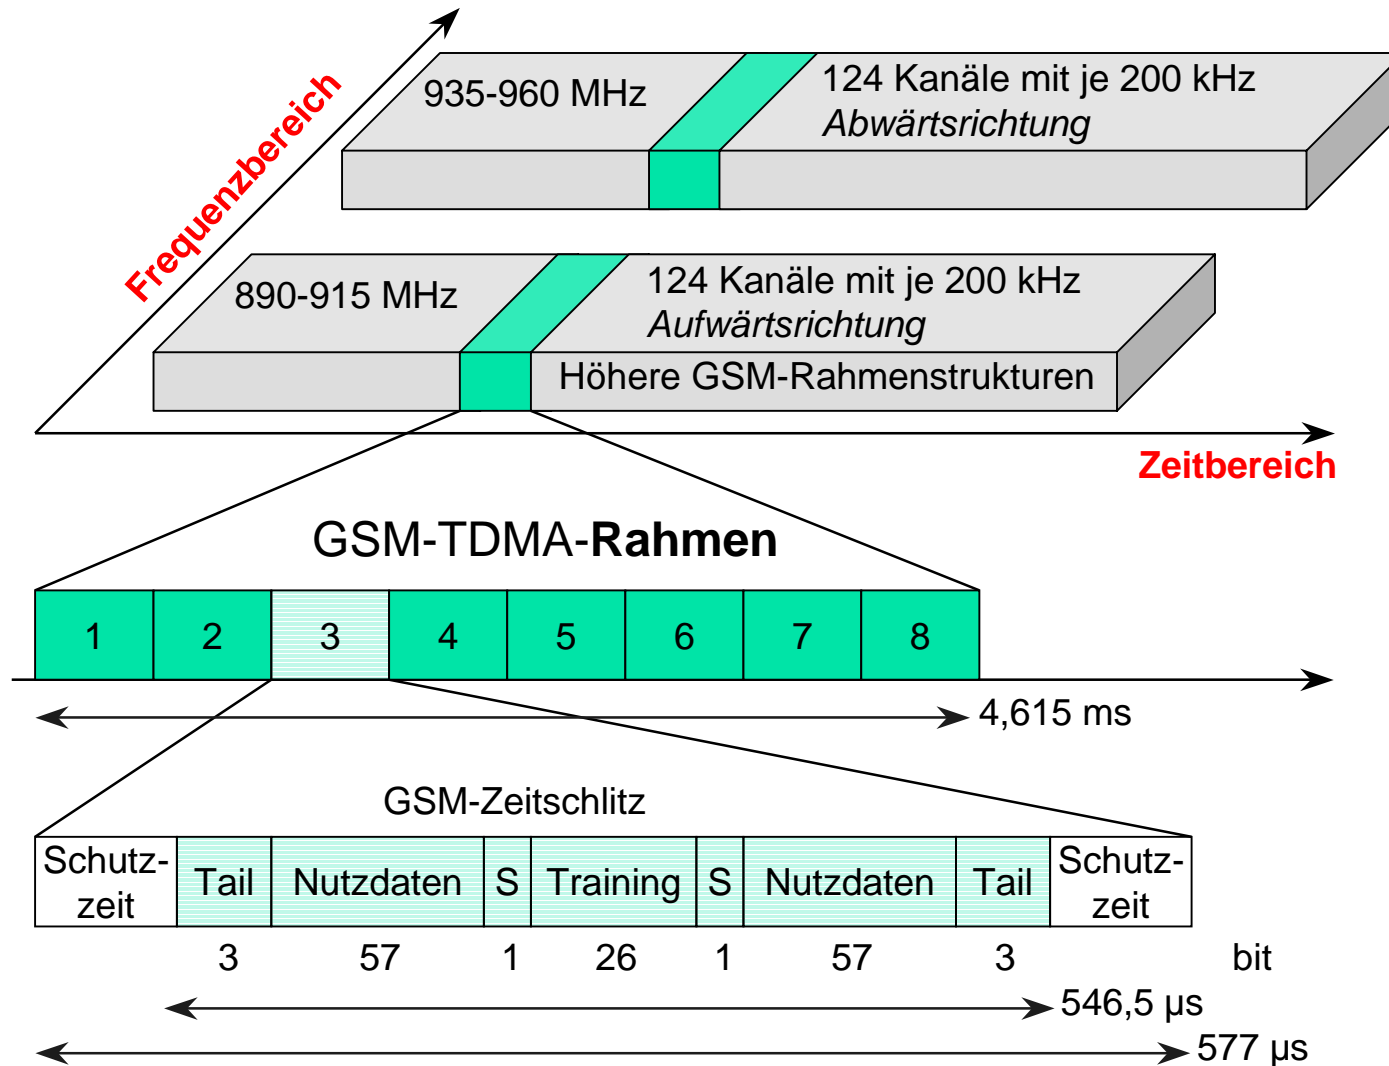 Frequenzbereich
935-960 MHz
124 Kanäle mit je 200 kHz
Abwärtsrichtung
890-915 MHz
124 Kanäle mit je 200 kHz
Aufwärtsrichtung
Höhere GSM-Rahmenstrukturen
Zeitbereich
GSM-TDMA-Rahmen
1 2 3 4 5 6 7 8
4,615 ms
GSM-Zeitschlitz
Schutz-
zeit
Tail Nutzdaten S Training S Nutzdaten Tail
Schutz-
zeit
3 57 1 26 1 57 3 bit
546,5 µs
577 µs